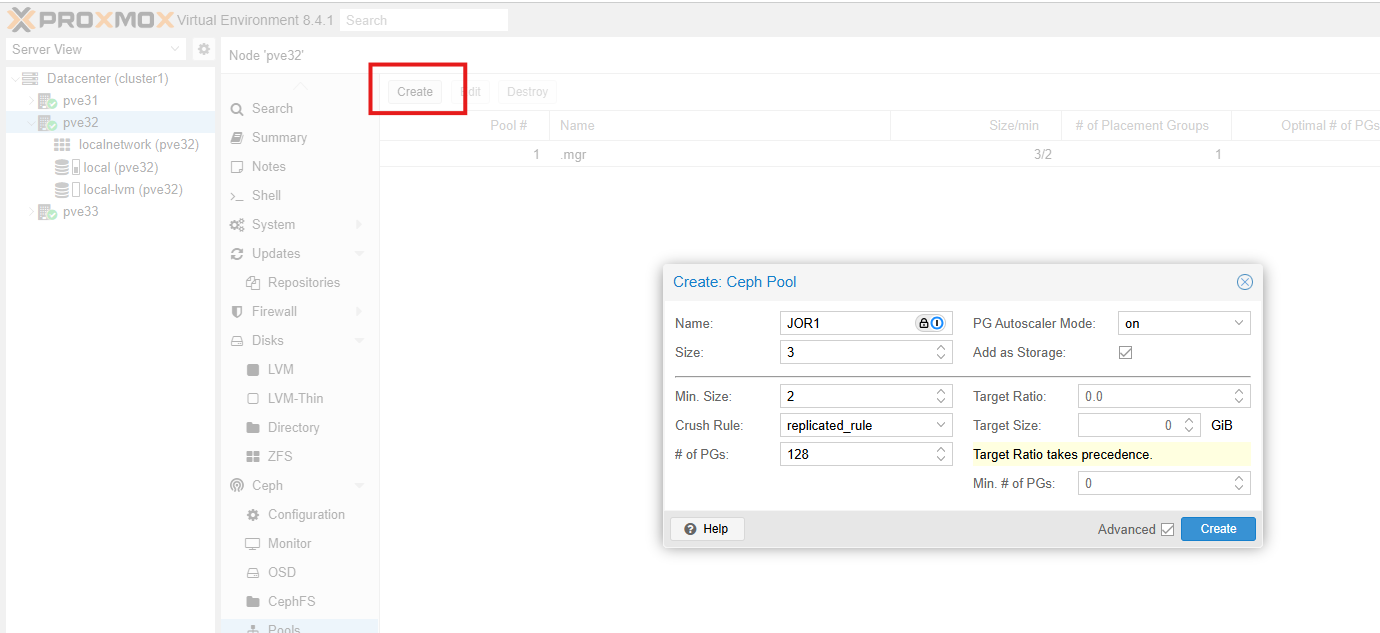 PROXMOX Virtual Environment 8.4.1 Search
Server View
Datacenter (cluster1)
pve31
pve32
localnetwork (pve32)
local (pve32)
local-lvm (pve32)
pve33
Node 'pve32'
Search
Summary
Notes
Shell
System
Updates
Repositories
Firewall
Disks
LVM
LVM-Thin
Directory
ZFS
Ceph
Configuration
Monitor
OSD
CephFS
Pools
Create Edit Destroy
Pool # Name Size/min # of Placement Groups Optimal # of PGs
1 .mgr 3/2 1
Create: Ceph Pool
Name: JOR1 PG Autoscaler Mode: on
Size: 3 Add as Storage:
Min. Size: 2 Target Ratio: 0.0
Crush Rule: replicated_rule Target Size: 0 GiB
# of PGs: 128 Target Ratio takes precedence.
Min. # of PGs: 0
Help Advanced Create